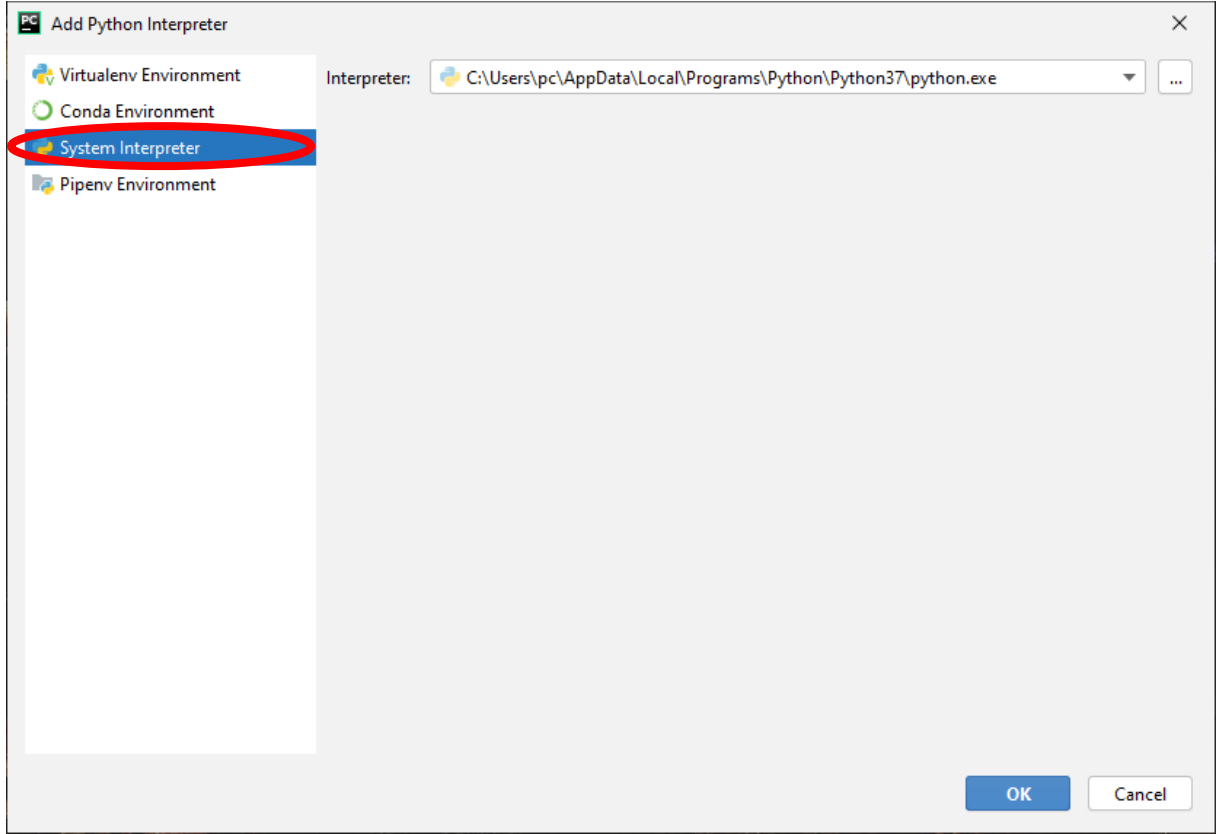 PC Add Python Interpreter
Virtualenv Environment
Conda Environment
System Interpreter
Pipenv Environment
Interpreter: C:\Users\pc\AppData\Local\Programs\Python\Python37\python.exe ...
OK Cancel